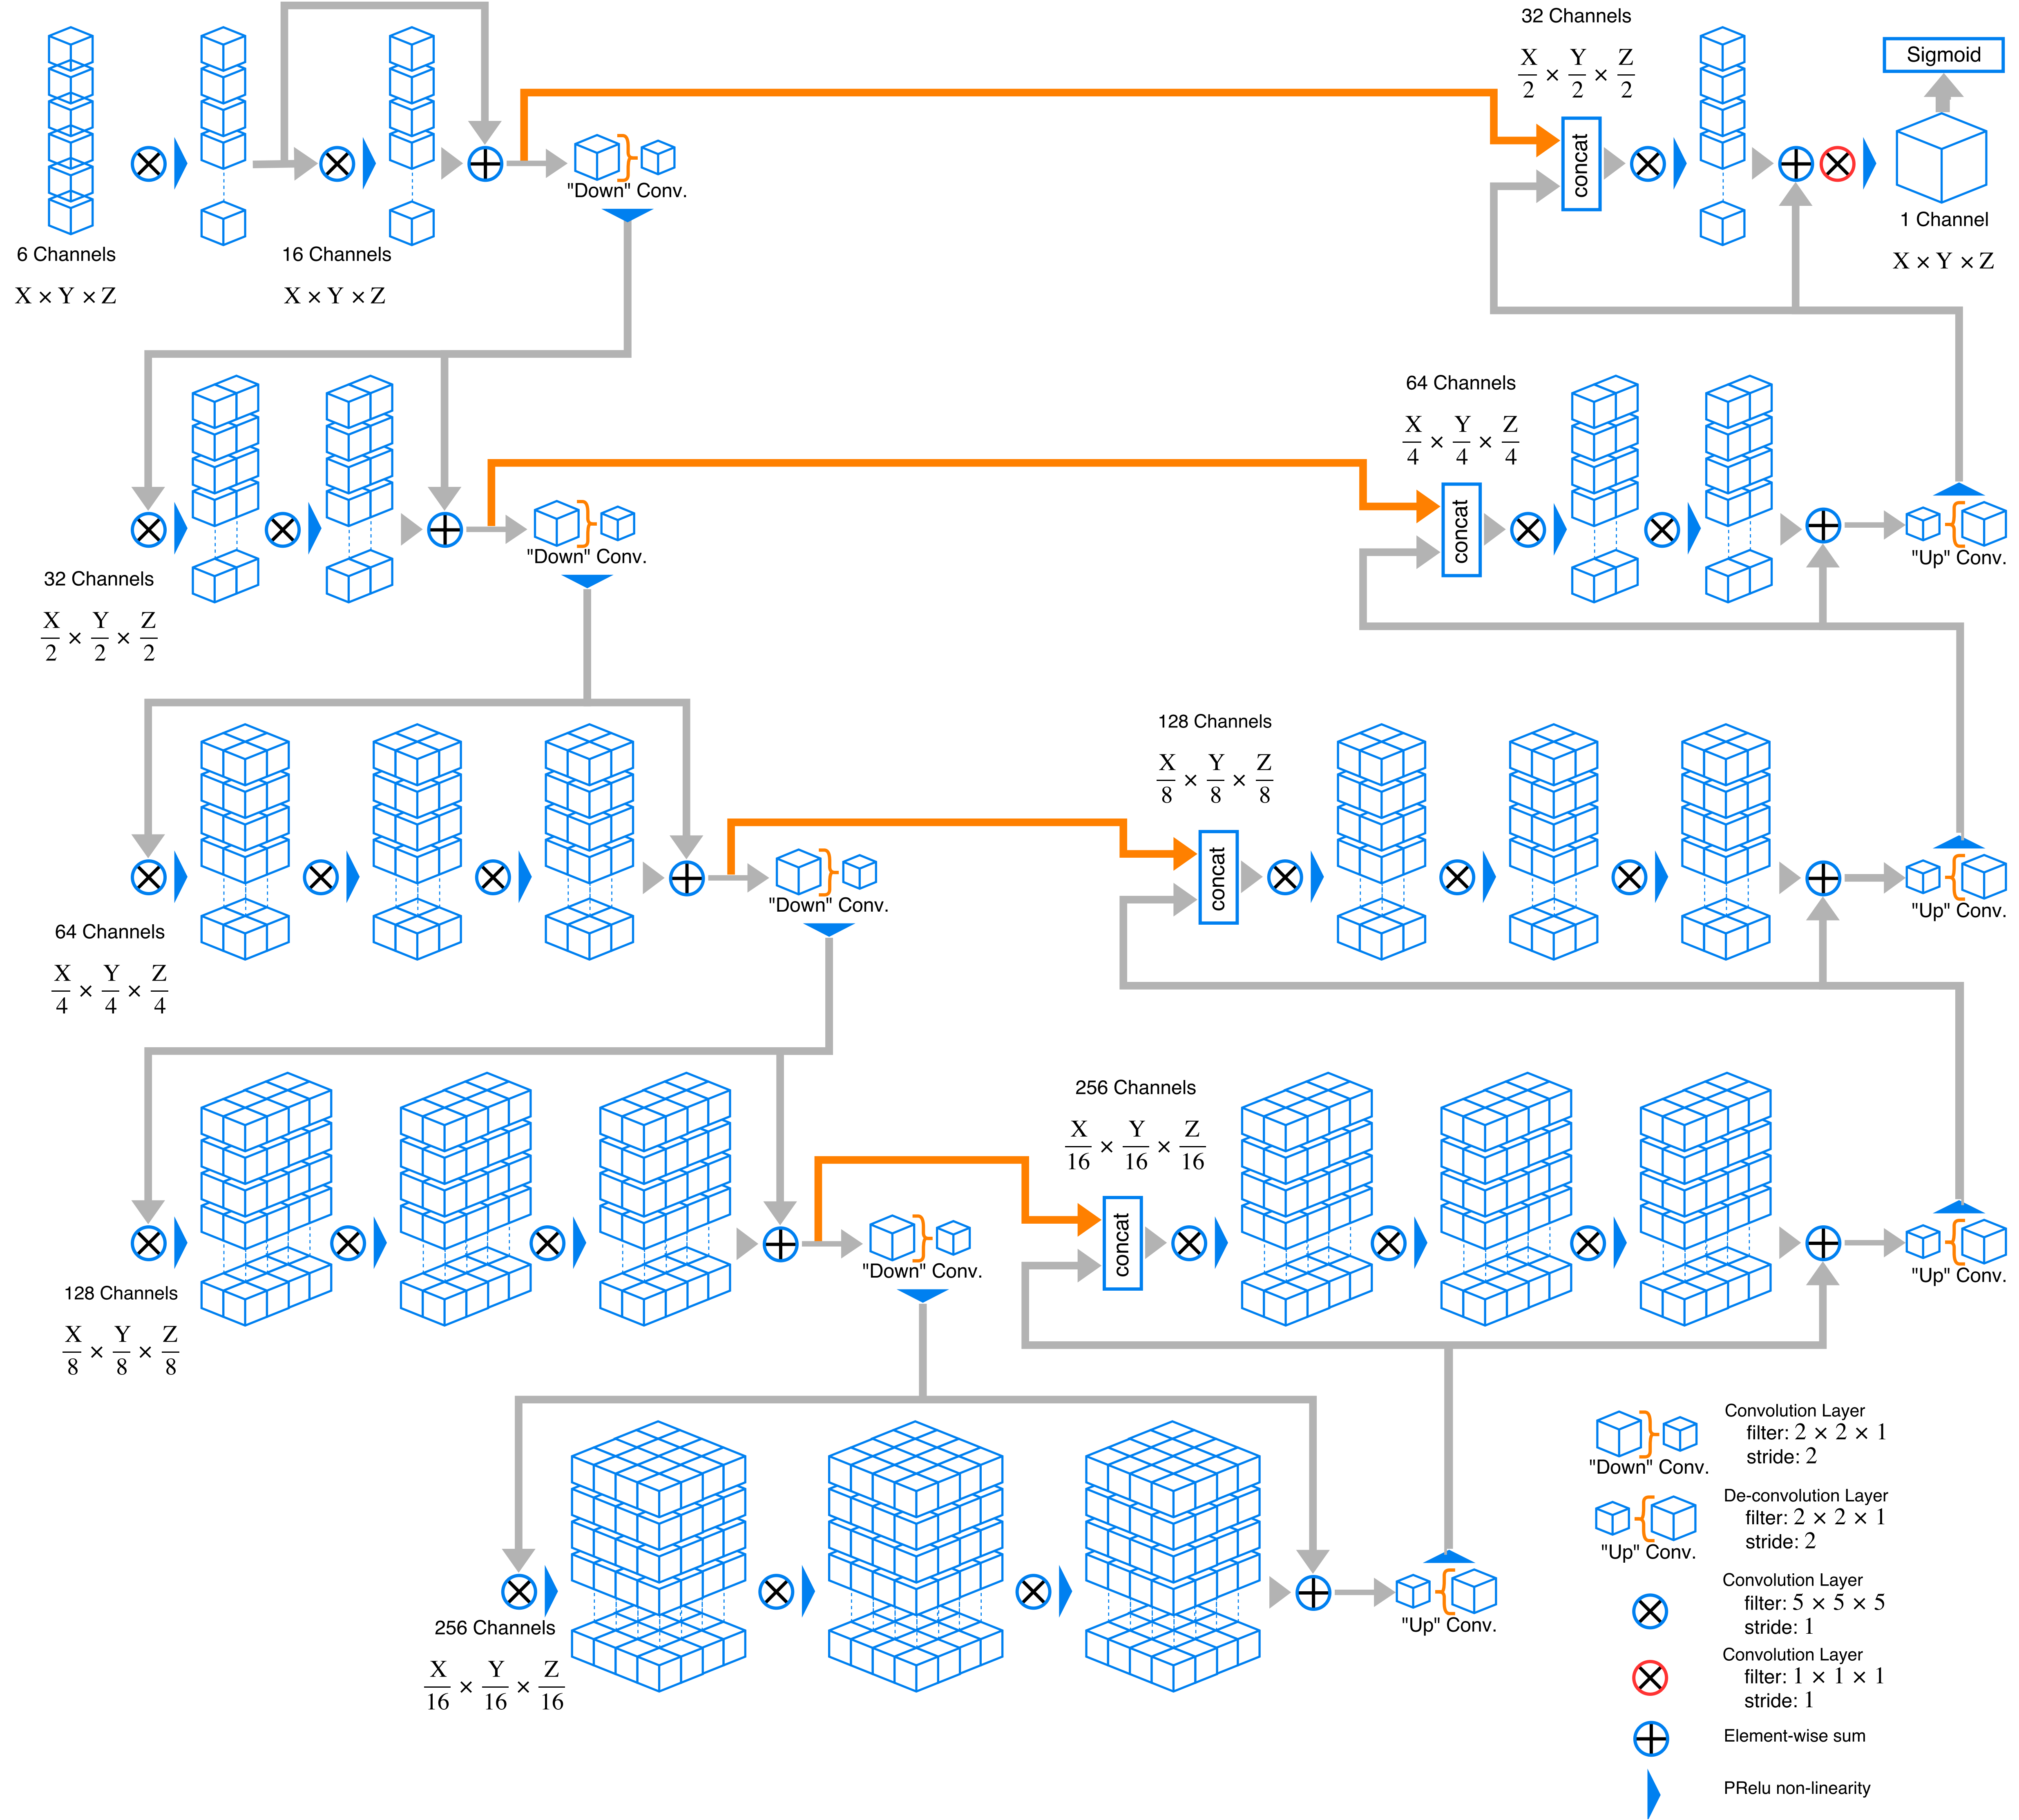 32 Channels
X/2 × Y/2 × Z/2
Sigmoid
concat
"Down" Conv.
6 Channels
X × Y × Z
16 Channels
X × Y × Z
1 Channel
X × Y × Z
64 Channels
X/4 × Y/4 × Z/4
concat
"Down" Conv.
"Up" Conv.
32 Channels
X/2 × Y/2 × Z/2
128 Channels
X/8 × Y/8 × Z/8
concat
"Down" Conv.
"Up" Conv.
64 Channels
X/4 × Y/4 × Z/4
256 Channels
X/16 × Y/16 × Z/16
concat
"Down" Conv.
"Up" Conv.
128 Channels
X/8 × Y/8 × Z/8
256 Channels
X/16 × Y/16 × Z/16
"Up" Conv.
"Down" Conv.
Convolution Layer
filter: 2 × 2 × 1
stride: 2
"Up" Conv.
De-convolution Layer
filter: 2 × 2 × 1
stride: 2
Convolution Layer
filter: 5 × 5 × 5
stride: 1
Convolution Layer
filter: 1 × 1 × 1
stride: 1
Element-wise sum
PRelu non-linearity